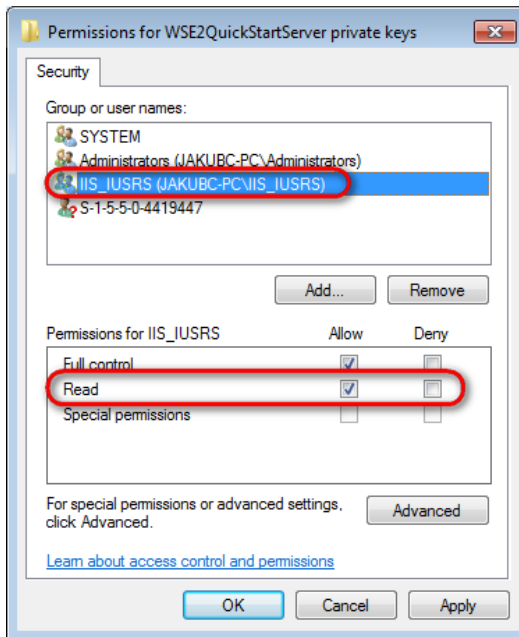 Permissions for WSE2QuickStartServer private keys
Security
Group or user names:
SYSTEM
Administrators (JAKUBC-PC\Administrators)
IIS_IUSRS (JAKUBC-PC\IIS_IUSRS)
S-1-5-5-0-4419447
Add... Remove
Permissions for IIS_IUSRS Allow Deny
Full control
Read
Special permissions
For special permissions or advanced settings,
click Advanced.
Advanced
Learn about access control and permissions
OK Cancel Apply